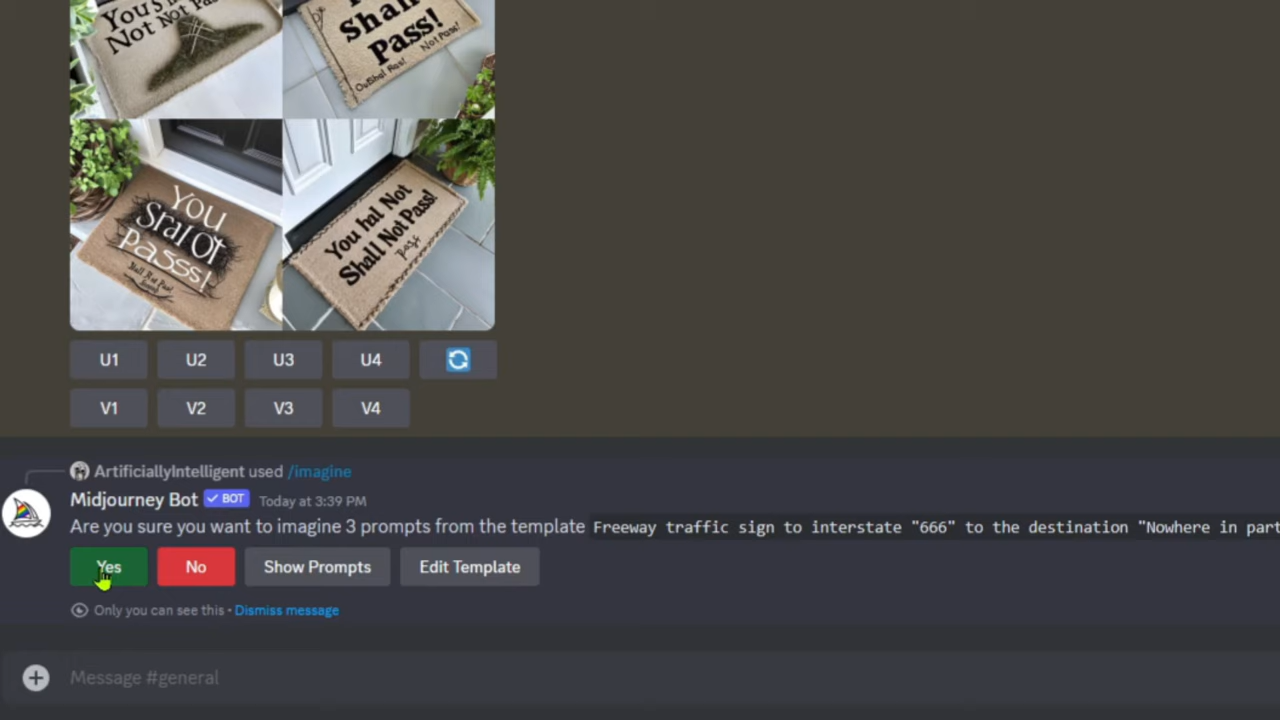 You's
Not Not Pas
Shall
Pass!
Not Pass!
You
Sralot
passs!
You hal Not
Shall Not Pass!
pass
U1 U2 U3 U4
V1 V2 V3 V4
ArtificiallyIntelligent used /imagine
Midjourney Bot ✓ BOT Today at 3:39 PM
Are you sure you want to imagine 3 prompts from the template Freeway traffic sign to interstate "666" to the destination "Nowhere in part
Yes No Show Prompts Edit Template
Only you can see this • Dismiss message
Message #general